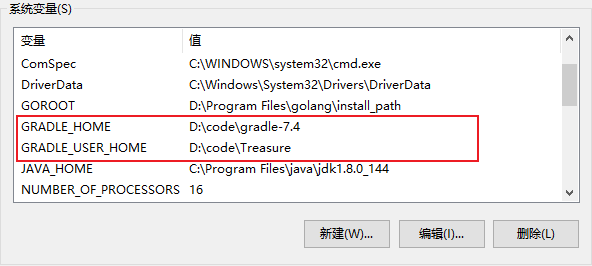 系统变量(S)
变量 值
ComSpec C:\WINDOWS\system32\cmd.exe
DriverData C:\Windows\System32\Drivers\DriverData
GOROOT D:\Program Files\golang\install_path
GRADLE_HOME D:\code\gradle-7.4
GRADLE_USER_HOME D:\code\Treasure
JAVA_HOME C:\Program Files\java\jdk1.8.0_144
NUMBER_OF_PROCESSORS 16
新建(W)... 编辑(I)... 删除(L)